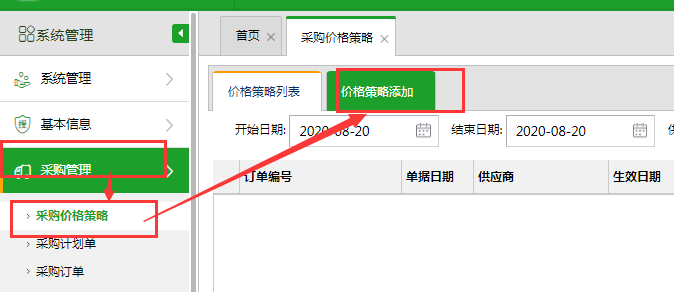 系统管理
首页 采购价格策略
系统管理
基本信息
采购管理
采购价格策略
采购计划单
采购订单
价格策略列表 价格策略添加
开始日期: 2020-08-20 结束日期: 2020-08-20
订单编号 单据日期 供应商 生效日期